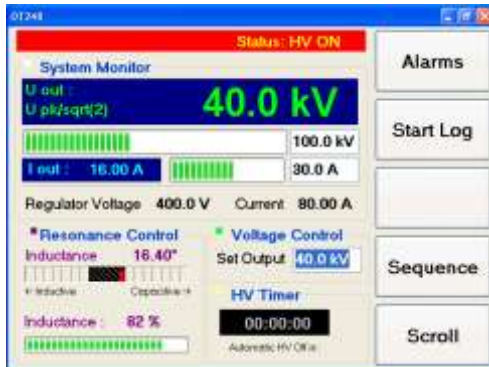 OT248
Status: HV ON
System Monitor
U out :
U pk/sqrt(2)
40.0 kV
100.0 kV
I out : 16.00 A
30.0 A
Regulator Voltage 400.0 V Current 80.00 A
Resonance Control
Inductance 16.40°
← Inductive Capacitive →
Inductance : 82 %
Voltage Control
Set Output 40.0 kV
HV Timer
00:00:00
Automatic HV Off in
Alarms
Start Log
Sequence
Scroll